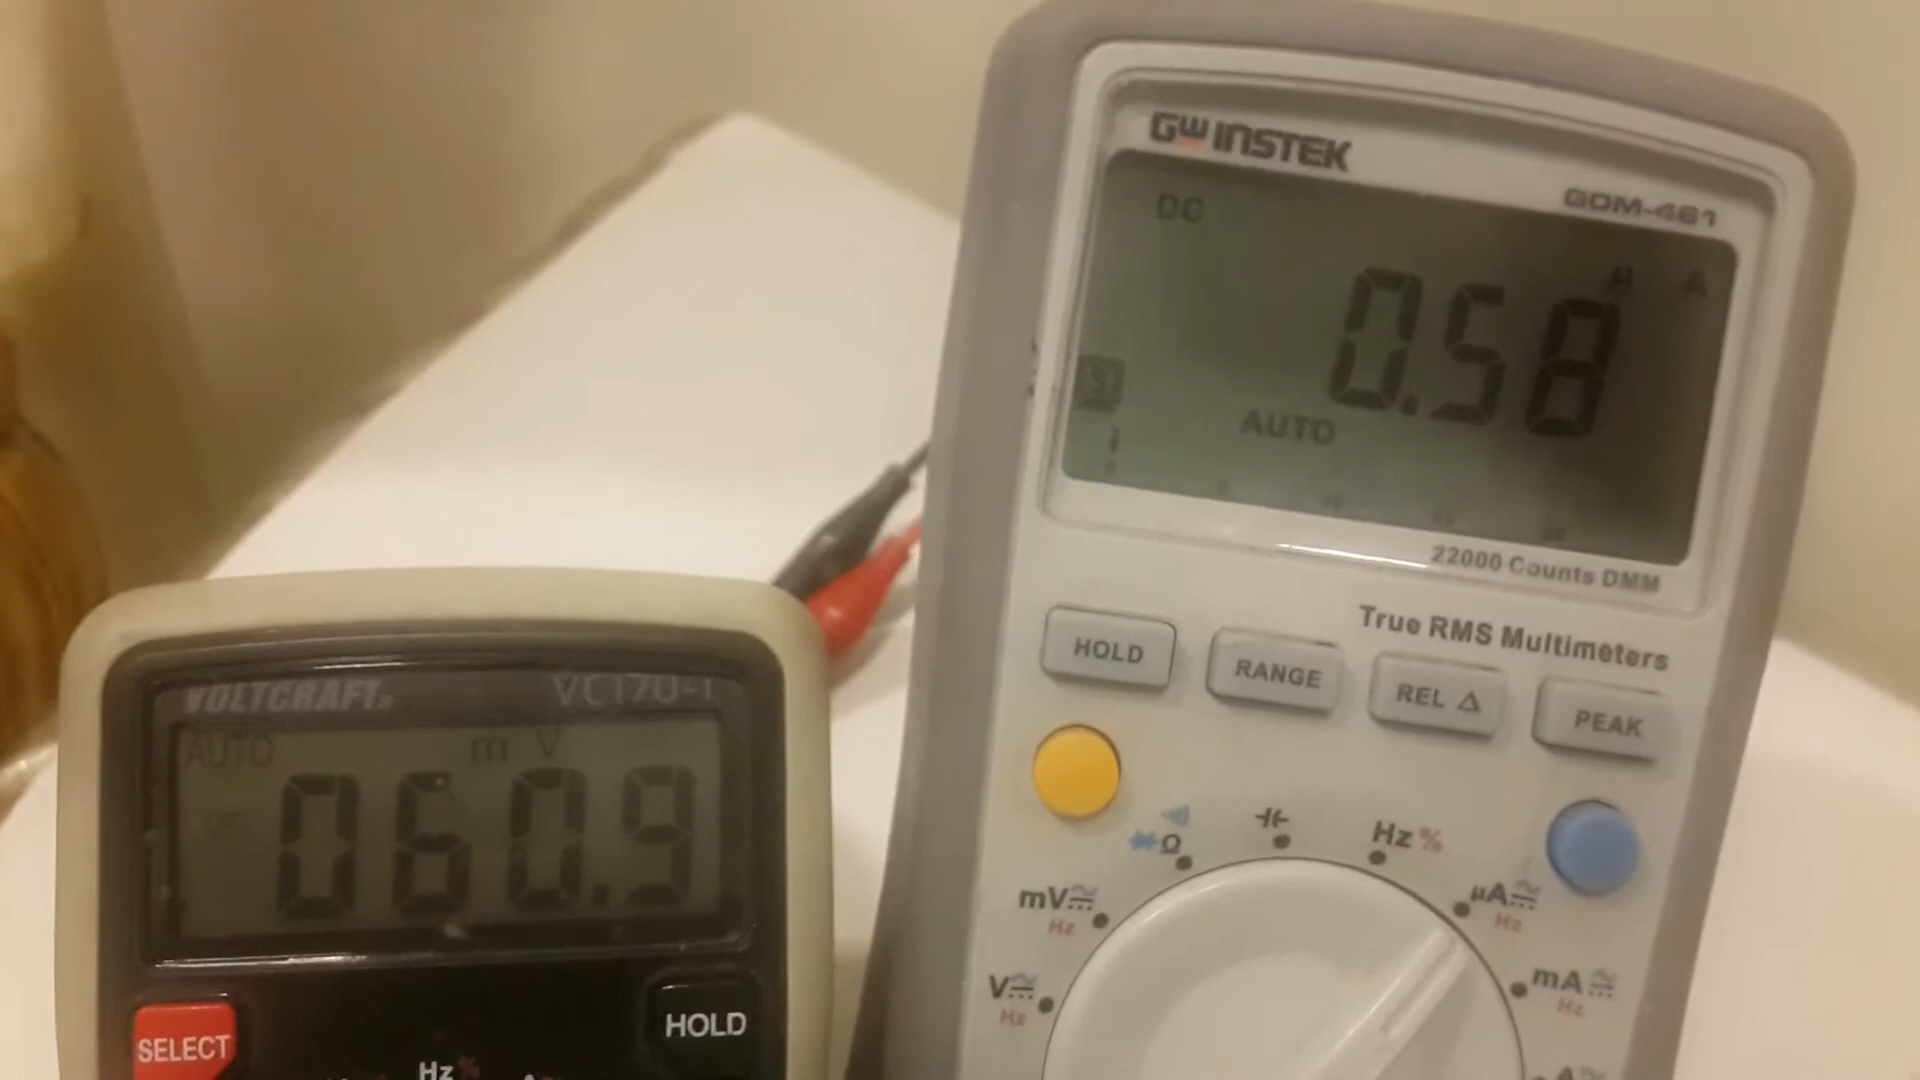 GW INSTEK
GDM-461
DC
µ A
0.58
AUTO
22000 Counts DMM
True RMS Multimeters
HOLD
RANGE
REL Δ
PEAK
Ω
Hz %
mV
Hz
µA
Hz
V
Hz
mA
Hz
VOLTCRAFT
VC170-1
AUTO
m V
060.9
SELECT
HOLD
Hz %